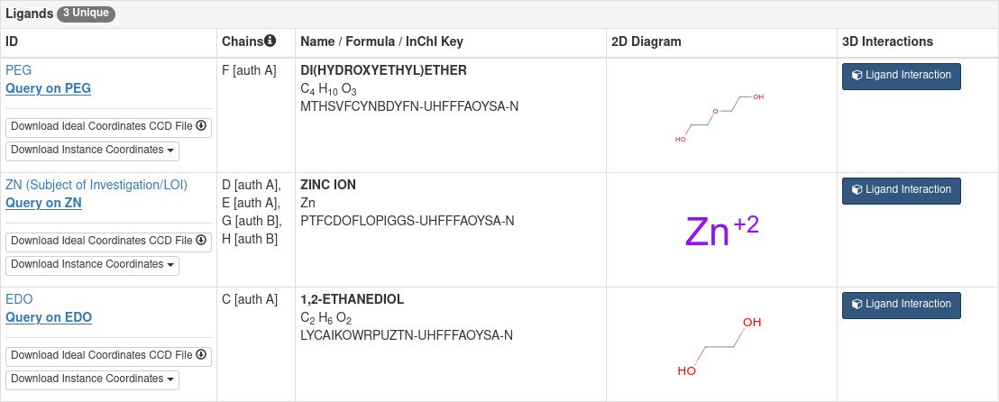 Ligands 3 Unique
ID Chains Name / Formula / InChI Key 2D Diagram 3D Interactions
PEG
Query on PEG
Download Ideal Coordinates CCD File
Download Instance Coordinates
F [auth A]
DI(HYDROXYETHYL)ETHER
C4 H10 O3
MTHSVFCYNBDYFN-UHFFFAOYSA-N
OH
O
HO
Ligand Interaction
ZN (Subject of Investigation/LOI)
Query on ZN
Download Ideal Coordinates CCD File
Download Instance Coordinates
D [auth A],
E [auth A],
G [auth B],
H [auth B]
ZINC ION
Zn
PTFCDOFLOPIGGS-UHFFFAOYSA-N
Zn+2
Ligand Interaction
EDO
Query on EDO
Download Ideal Coordinates CCD File
Download Instance Coordinates
C [auth A]
1,2-ETHANEDIOL
C2 H6 O2
LYCAIKOWRPUZTN-UHFFFAOYSA-N
OH
HO
Ligand Interaction